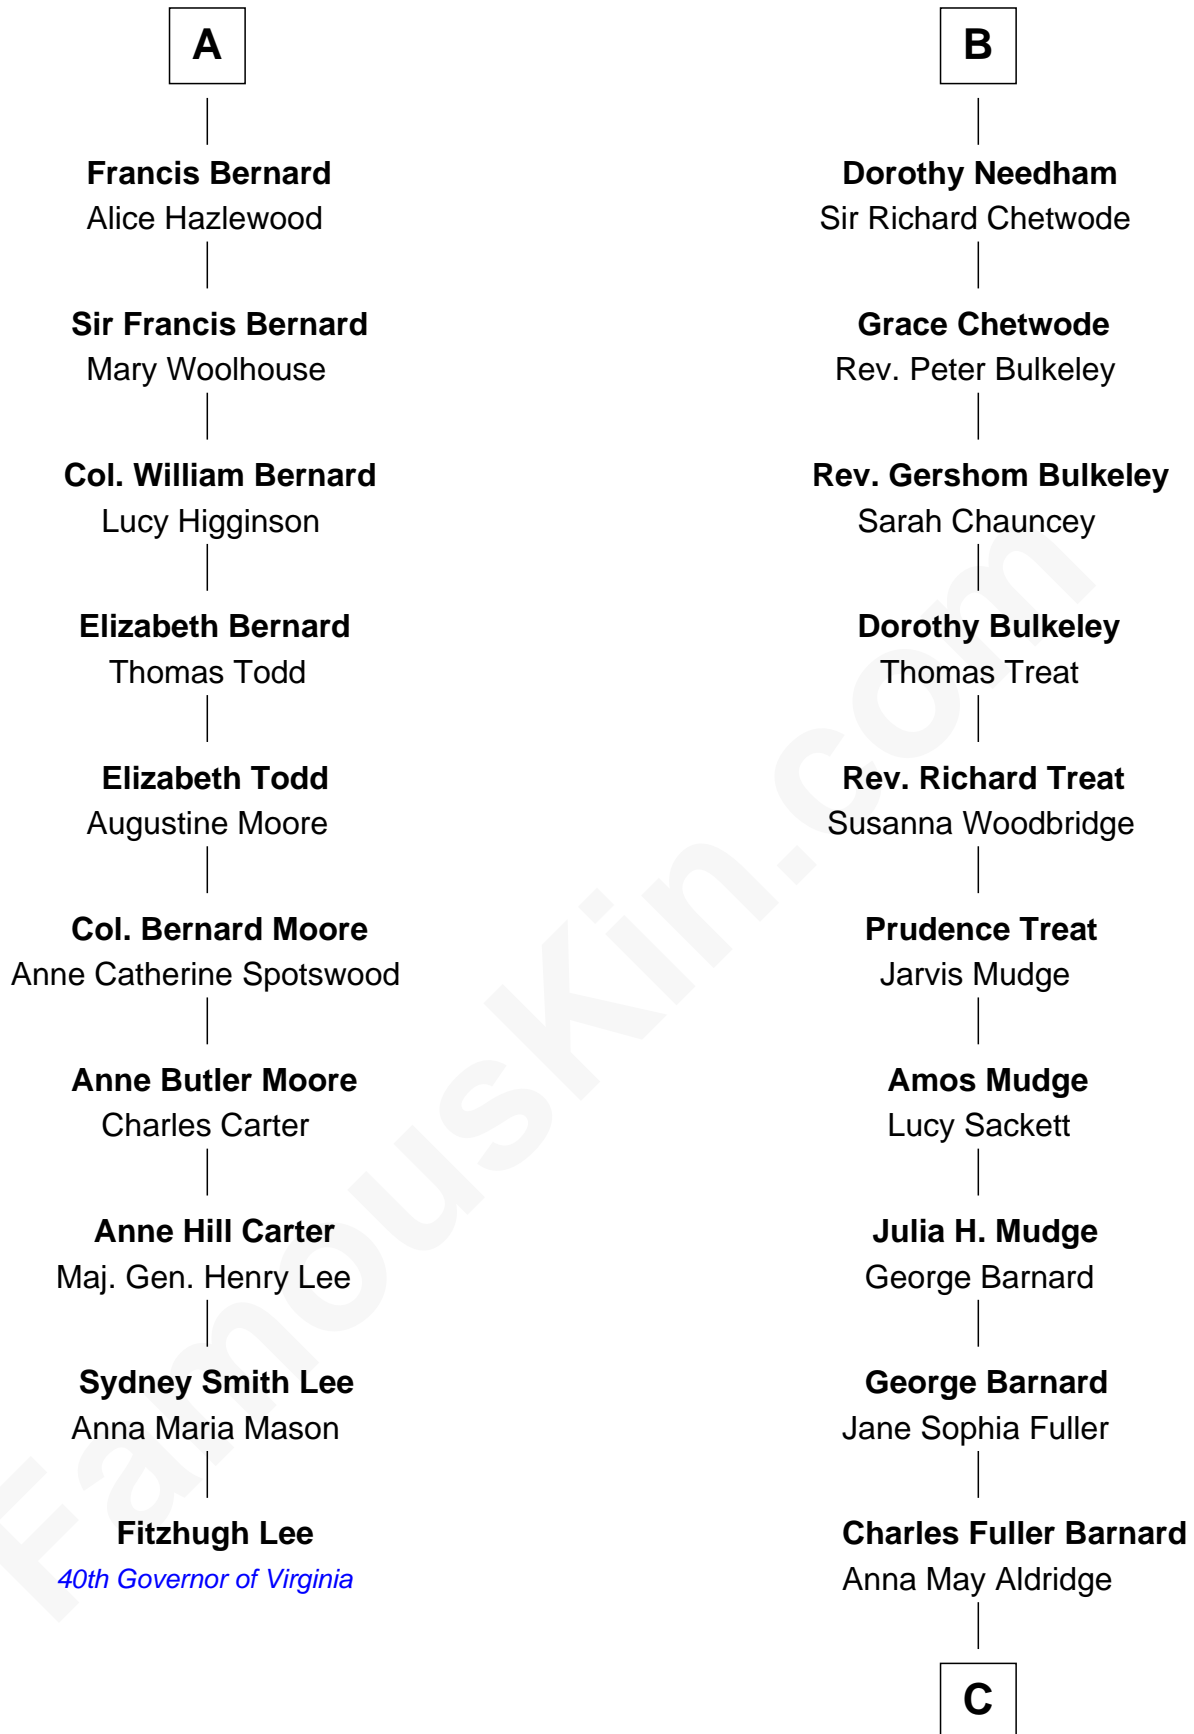 A
Francis Bernard
Alice Hazlewood
Sir Francis Bernard
Mary Woolhouse
Col. William Bernard
Lucy Higginson
Elizabeth Bernard
Thomas Todd
Elizabeth Todd
Augustine Moore
Col. Bernard Moore
Anne Catherine Spotswood
Anne Butler Moore
Charles Carter
Anne Hill Carter
Maj. Gen. Henry Lee
Sydney Smith Lee
Anna Maria Mason
Fitzhugh Lee
40th Governor of Virginia
B
Dorothy Needham
Sir Richard Chetwode
Grace Chetwode
Rev. Peter Bulkeley
Rev. Gershom Bulkeley
Sarah Chauncey
Dorothy Bulkeley
Thomas Treat
Rev. Richard Treat
Susanna Woodbridge
Prudence Treat
Jarvis Mudge
Amos Mudge
Lucy Sackett
Julia H. Mudge
George Barnard
George Barnard
Jane Sophia Fuller
Charles Fuller Barnard
Anna May Aldridge
C
FamousKin.com